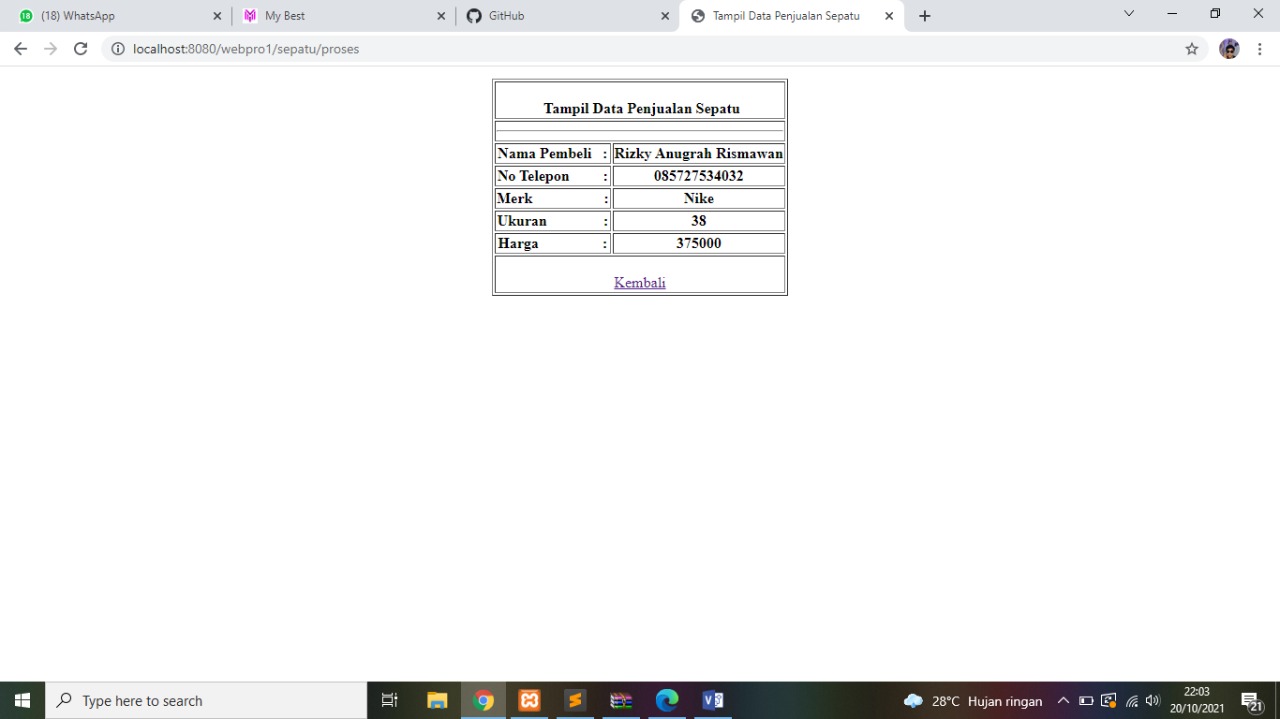 (18) WhatsApp
My Best
GitHub
Tampil Data Penjualan Sepatu
localhost:8080/webpro1/sepatu/proses
Tampil Data Penjualan Sepatu
Nama Pembeli : Rizky Anugrah Rismawan
No Telepon : 085727534032
Merk : Nike
Ukuran : 38
Harga : 375000
Kembali
Type here to search
28°C Hujan ringan
22:03
20/10/2021
21